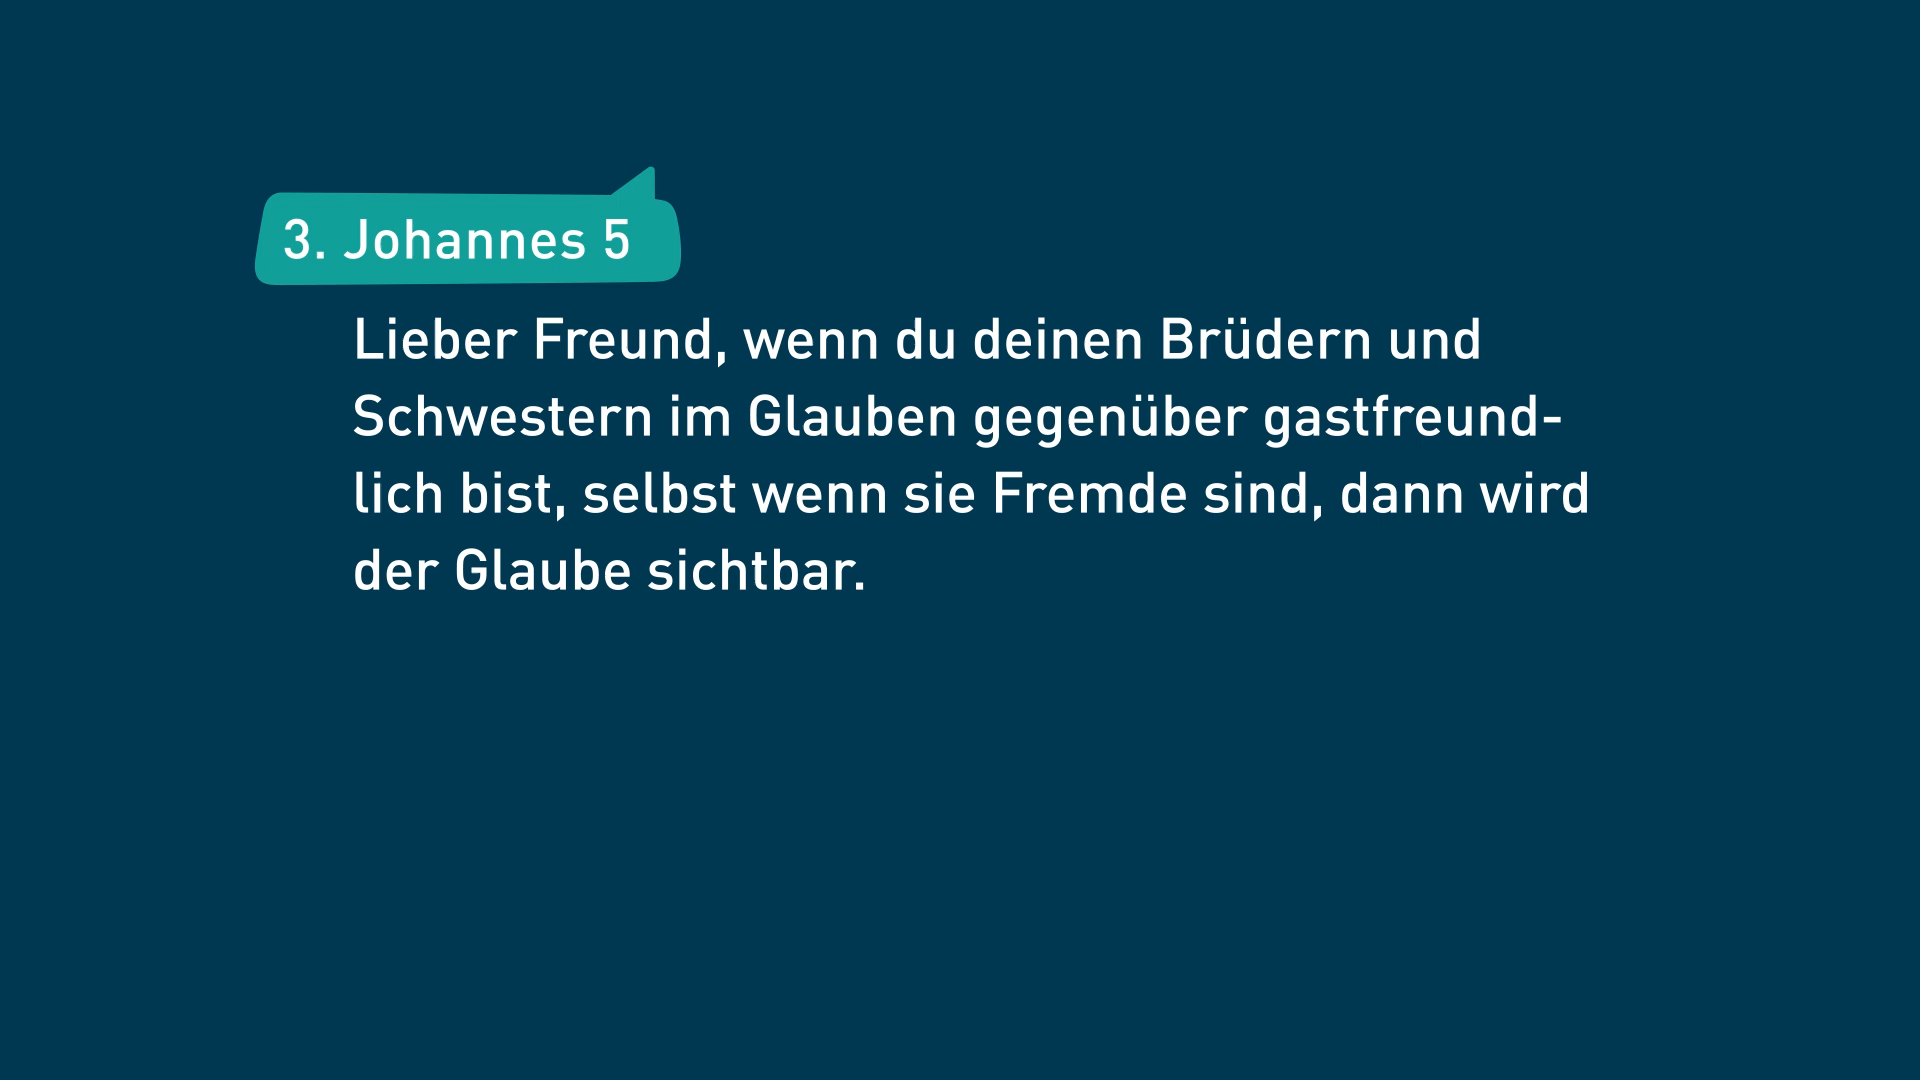 3. Johannes 5
Lieber Freund, wenn du deinen Brüdern und
Schwestern im Glauben gegenüber gastfreund-
lich bist, selbst wenn sie Fremde sind, dann wird
der Glaube sichtbar.